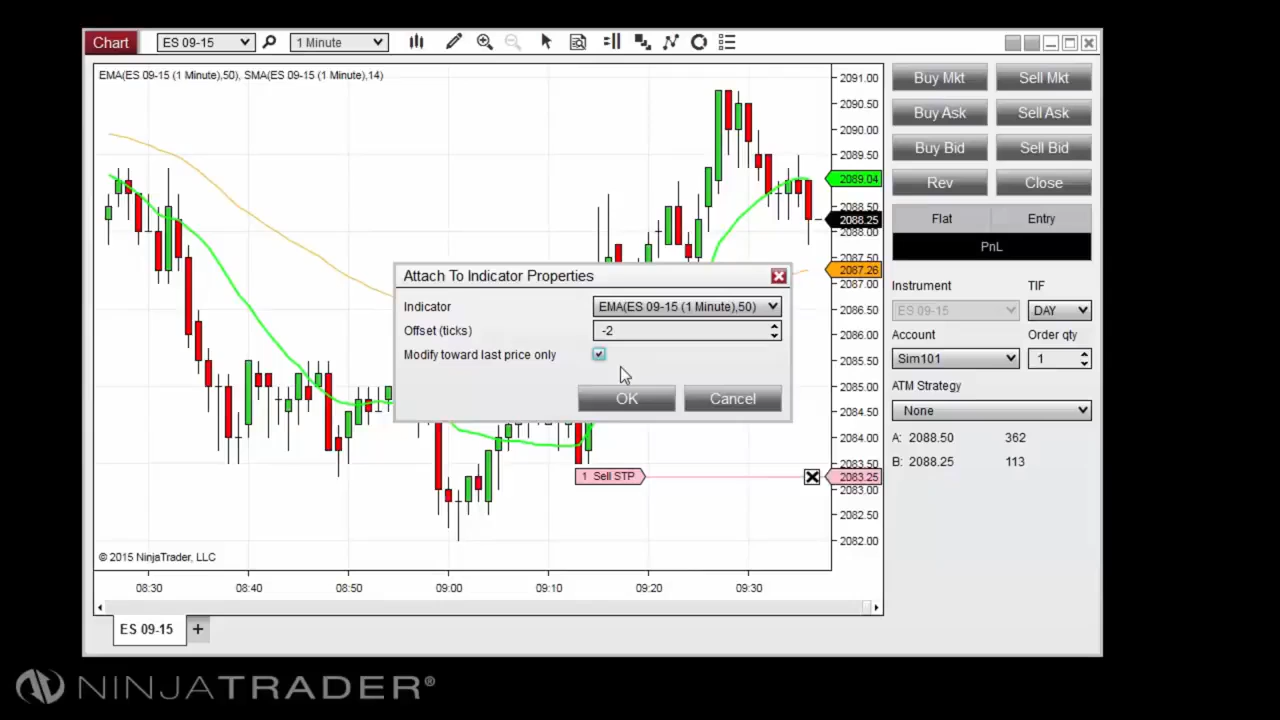 Chart
ES 09-15
1 Minute
EMA(ES 09-15 (1 Minute),50), SMA(ES 09-15 (1 Minute),14)
2091.00
2090.50
2090.00
2089.50
2089.04
2088.50
2088.25
2088.00
2087.50
2087.26
2087.00
2086.50
2086.00
2085.50
2085.00
2084.50
2084.00
2083.50
2083.25
2083.00
2082.50
2082.00
Attach To Indicator Properties
Indicator
EMA(ES 09-15 (1 Minute),50)
Offset (ticks)
-2
Modify toward last price only
OK
Cancel
1 Sell STP
© 2015 NinjaTrader, LLC
08:30
08:40
08:50
09:00
09:10
09:20
09:30
ES 09-15
+
Buy Mkt
Sell Mkt
Buy Ask
Sell Ask
Buy Bid
Sell Bid
Rev
Close
Flat
Entry
PnL
Instrument
TIF
ES 09-15
DAY
Account
Order qty
Sim101
1
ATM Strategy
None
A: 2088.50 362
B: 2088.25 113
NINJATRADER®